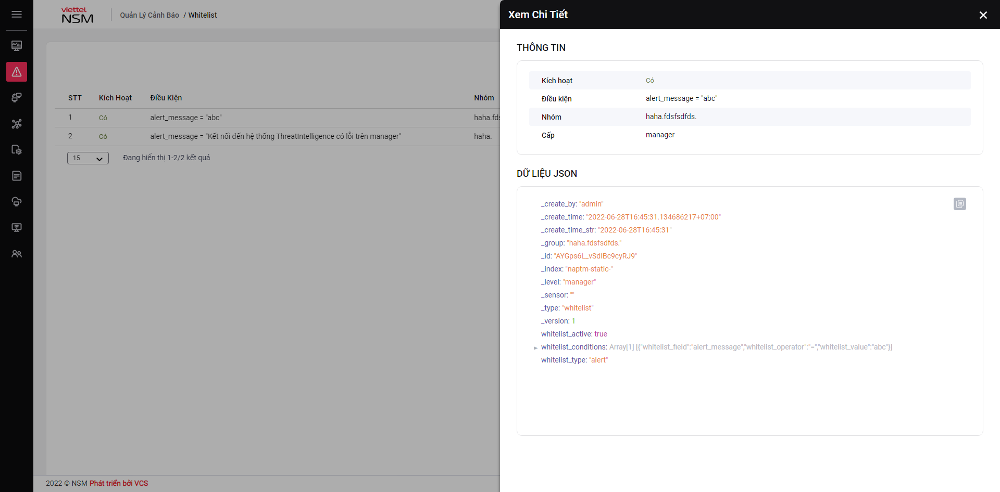 viettel
NSM
Quản Lý Cảnh Báo / Whitelist
STT Kích Hoạt Điều Kiện Nhóm
1 Có alert_message = "abc" haha.fds
2 Có alert_message = "Kết nối đến hệ thống ThreatIntelligence có lỗi trên manager" haha.
15 Đang hiển thị 1-2/2 kết quả
2022 © NSM Phát triển bởi VCS
Xem Chi Tiết
THÔNG TIN
Kích hoạt Có
Điều kiện alert_message = "abc"
Nhóm haha.fdsfsdfds.
Cấp manager
DỮ LIỆU JSON
_create_by: "admin"
_create_time: "2022-06-28T16:45:31.134686217+07:00"
_create_time_str: "2022-06-28T16:45:31"
_group: "haha.fdsfsdfds."
_id: "AYGps6L_vSdIBc9cyRJ9"
_index: "naptm-static-"
_level: "manager"
_sensor: ""
_type: "whitelist"
_version: 1
whitelist_active: true
whitelist_conditions: Array[1] [{"whitelist_field":"alert_message","whitelist_operator":"=","whitelist_value":"abc"}]
whitelist_type: "alert"